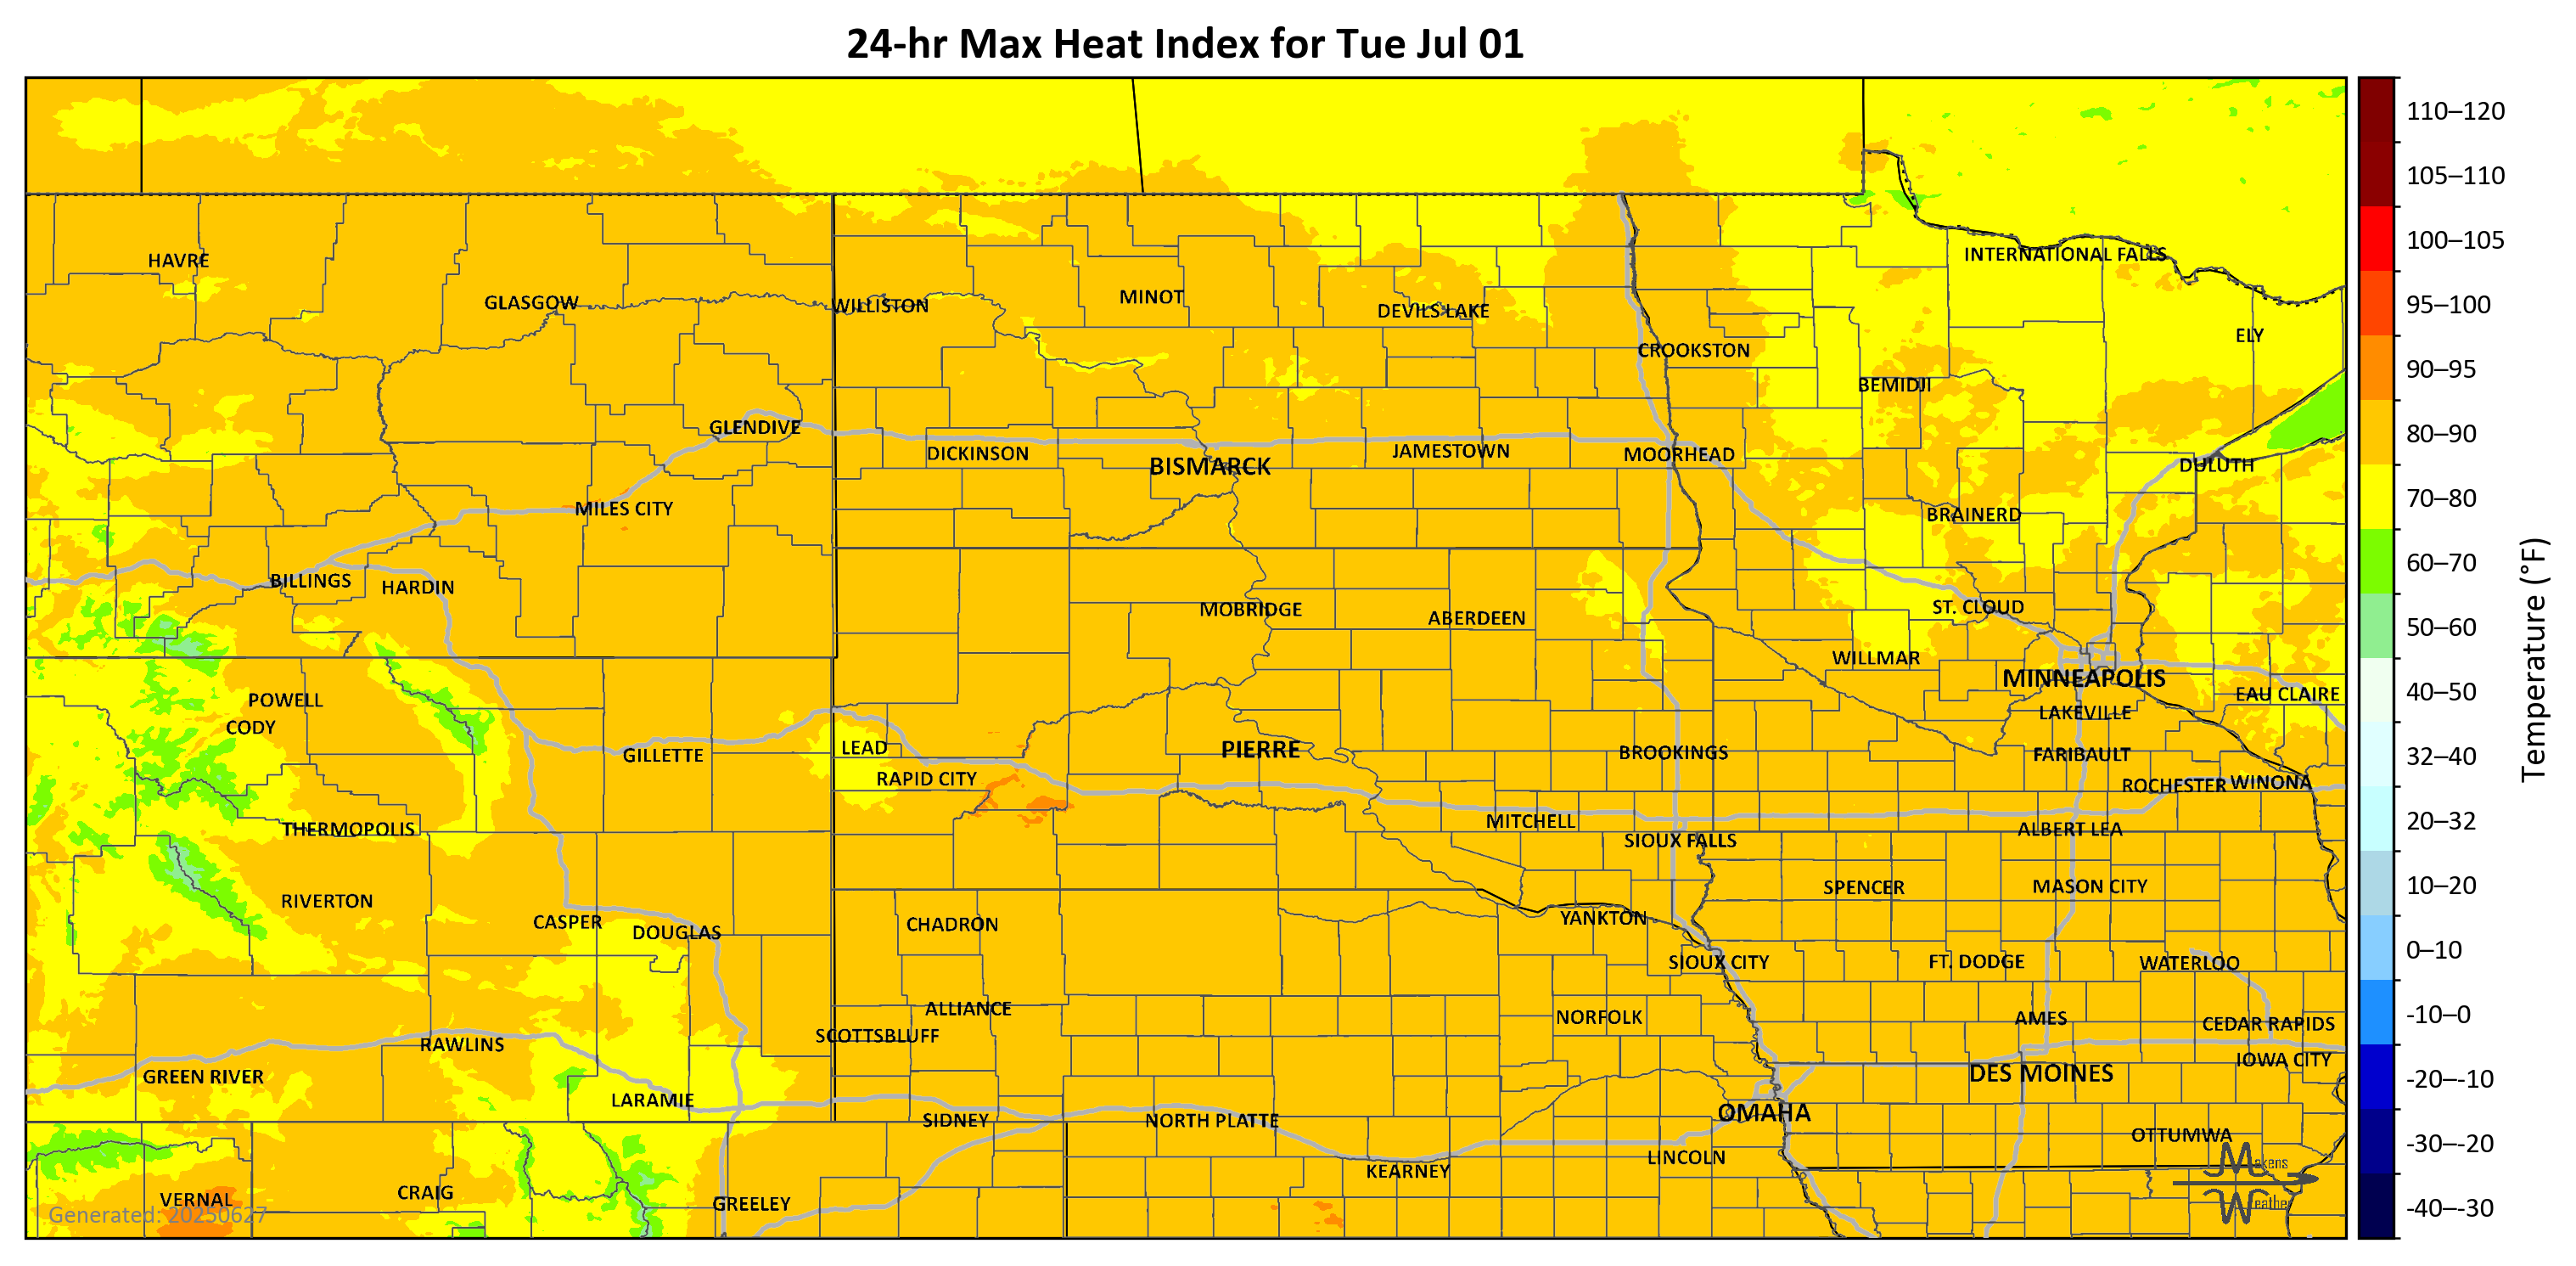 24-hr Max Heat Index for Tue Jul 01
110–120
105–110
100–105
95–100
90–95
80–90
70–80
60–70
50–60
40–50
32–40
20–32
10–20
0–10
-10–0
-20–-10
-30–-20
-40–-30
Temperature (°F)
HAVRE
INTERNATIONAL FALLS
GLASGOW
WILLISTON
MINOT
DEVILS LAKE
ELY
CROOKSTON
BEMIDJI
GLENDIVE
DICKINSON
BISMARCK
JAMESTOWN
MOORHEAD
DULUTH
MILES CITY
BRAINERD
BILLINGS
HARDIN
MOBRIDGE
ABERDEEN
ST. CLOUD
WILLMAR
MINNEAPOLIS
EAU CLAIRE
POWELL
CODY
LAKEVILLE
GILLETTE
LEAD
PIERRE
BROOKINGS
FARIBAULT
RAPID CITY
ROCHESTER
WINONA
THERMOPOLIS
MITCHELL
SIOUX FALLS
ALBERT LEA
RIVERTON
SPENCER
MASON CITY
CASPER
DOUGLAS
CHADRON
YANKTON
SIOUX CITY
FT. DODGE
WATERLOO
ALLIANCE
NORFOLK
AMES
CEDAR RAPIDS
SCOTTSBLUFF
RAWLINS
IOWA CITY
GREEN RIVER
DES MOINES
LARAMIE
SIDNEY
NORTH PLATTE
OMAHA
OTTUMWA
KEARNEY
LINCOLN
VERNAL
CRAIG
GREELEY
Generated: 20250627
Makens
Weather